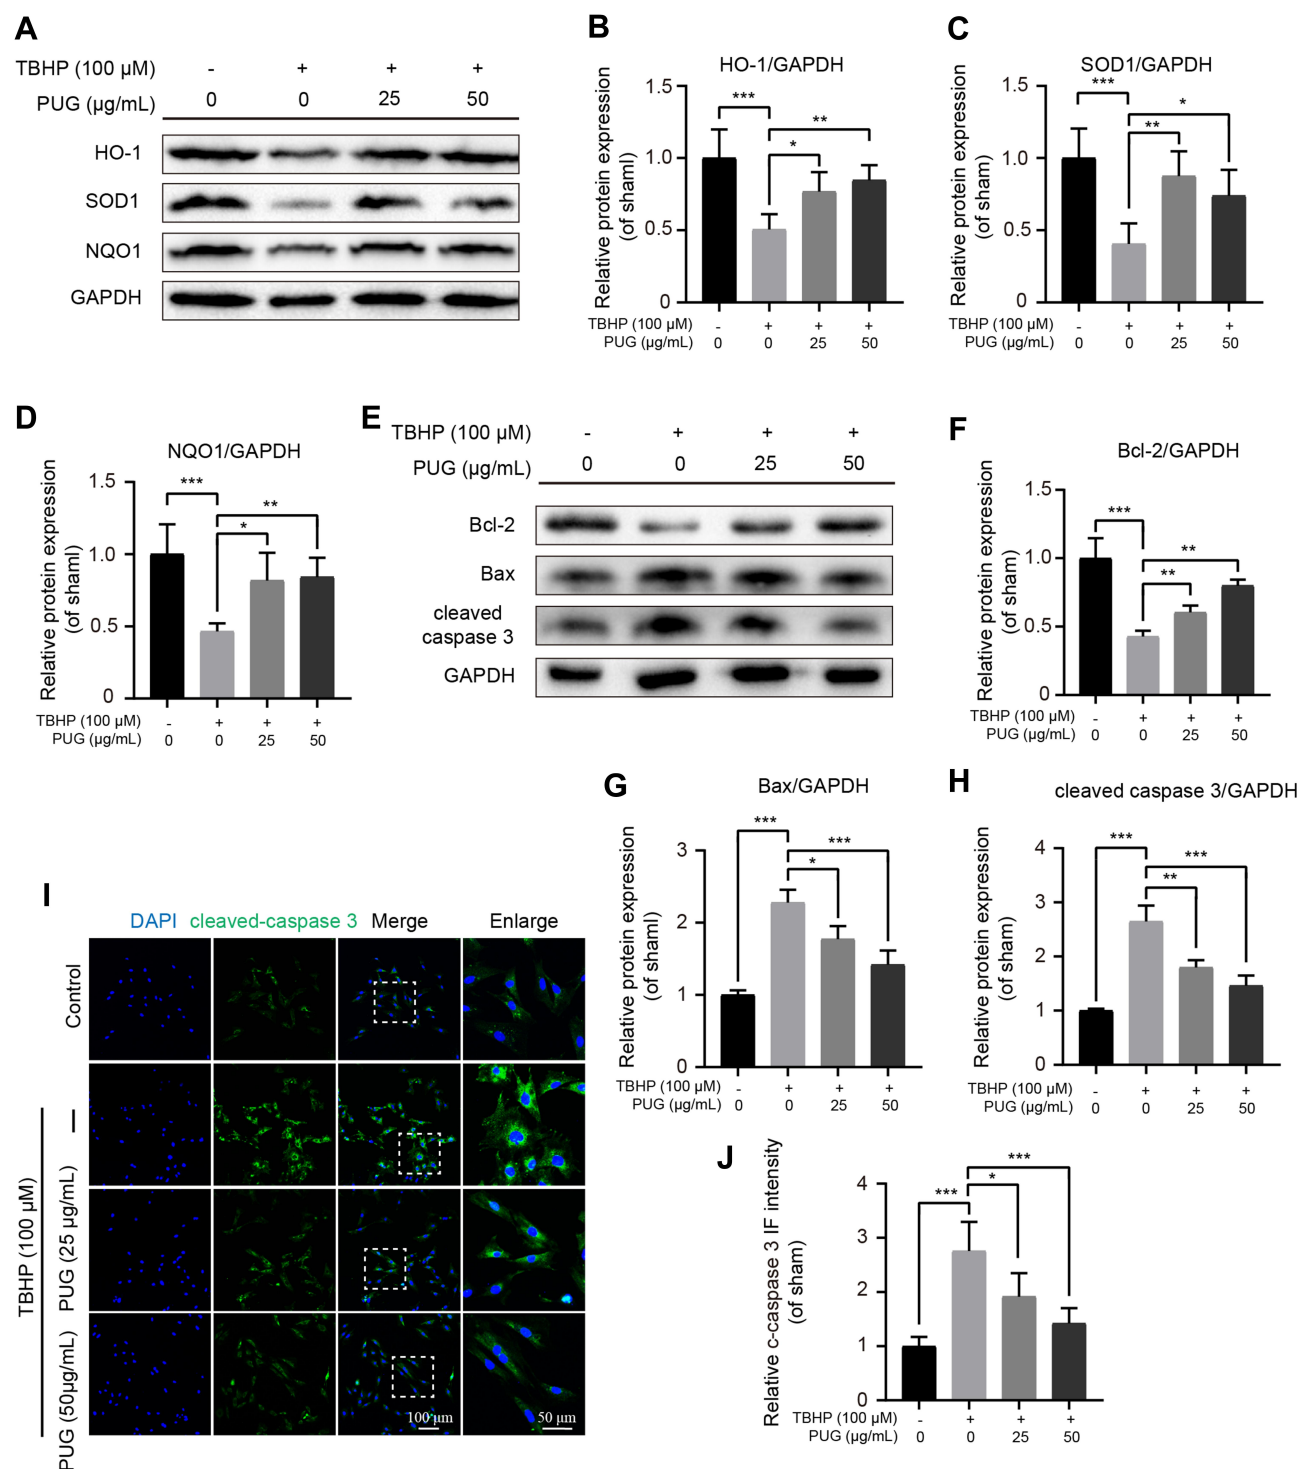 A
TBHP (100 μM) - + + +
PUG (μg/mL) 0 0 25 50
HO-1
SOD1
NQO1
GAPDH
B
HO-1/GAPDH
Relative protein expression
(of shaml)
1.5
1.0
0.5
0
***
**
*
TBHP (100 μM) - + + +
PUG (μg/mL) 0 0 25 50
C
SOD1/GAPDH
Relative protein expression
(of sham)
1.5
1.0
0.5
0
***
*
**
TBHP (100 μM) - + + +
PUG (μg/mL) 0 0 25 50
D
NQO1/GAPDH
Relative protein expression
(of shaml)
1.5
1.0
0.5
0
***
**
*
TBHP (100 μM) - + + +
PUG (μg/mL) 0 0 25 50
E
TBHP (100 μM) - + + +
PUG (μg/mL) 0 0 25 50
Bcl-2
Bax
cleaved
caspase 3
GAPDH
F
Bcl-2/GAPDH
Relative protein expression
(of sham)
1.5
1.0
0.5
0
***
**
**
TBHP (100 μM) - + + +
PUG (μg/mL) 0 0 25 50
G
Bax/GAPDH
Relative protein expression
(of shaml)
3
2
1
0
***
***
*
TBHP (100 μM) - + + +
PUG (μg/mL) 0 0 25 50
H
cleaved caspase 3/GAPDH
Relative protein expression
(of sham)
4
3
2
1
0
***
***
**
TBHP (100 μM) - + + +
PUG (μg/mL) 0 0 25 50
I
DAPI cleaved-caspase 3 Merge Enlarge
Control
TBHP (100 μM)
—
PUG (25 μg/mL)
PUG (50μg/mL)
100 μm
50 μm
J
Relative c-caspase 3 IF intensity
(of sham)
4
3
2
1
0
***
***
*
TBHP (100 μM) - + + +
PUG (μg/mL) 0 0 25 50